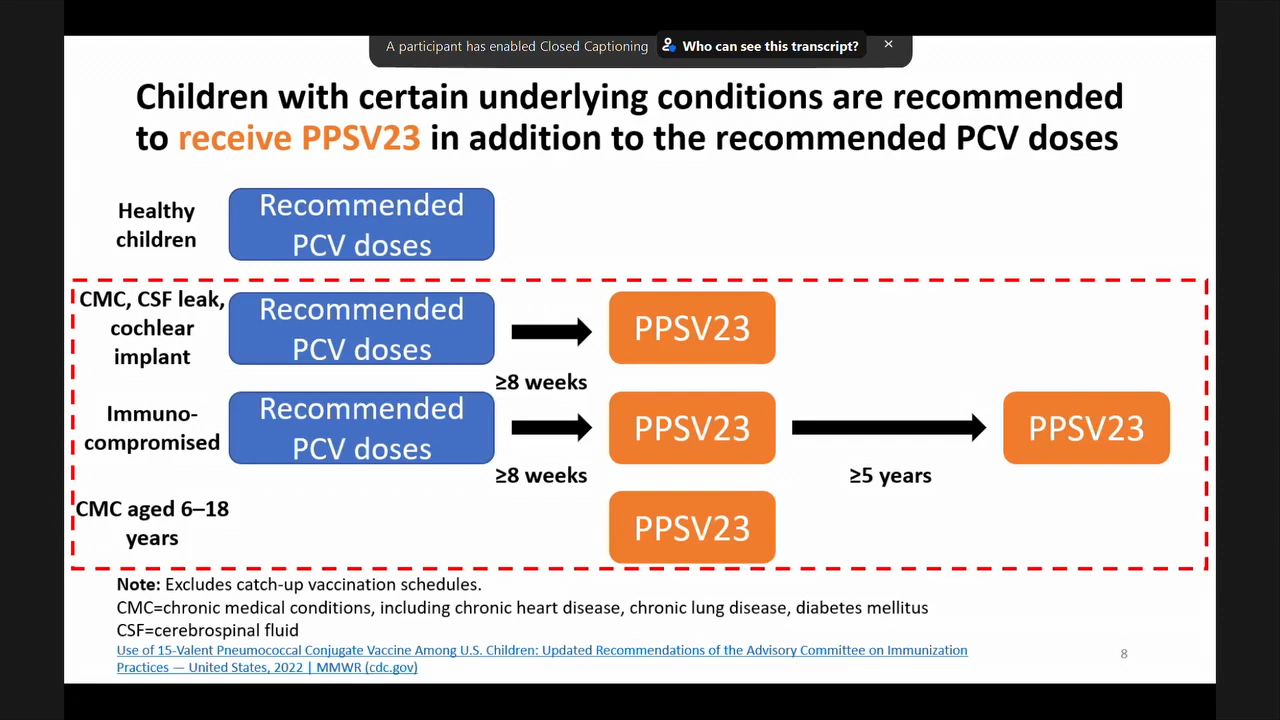 A participant has enabled Closed Captioning Who can see this transcript? ×
Children with certain underlying conditions are recommended
to receive PPSV23 in addition to the recommended PCV doses
Healthy
children
Recommended
PCV doses
CMC, CSF leak,
cochlear
implant
Recommended
PCV doses
≥8 weeks
PPSV23
Immuno-
compromised
Recommended
PCV doses
≥8 weeks
PPSV23
≥5 years
PPSV23
CMC aged 6–18
years
PPSV23
Note: Excludes catch-up vaccination schedules.
CMC=chronic medical conditions, including chronic heart disease, chronic lung disease, diabetes mellitus
CSF=cerebrospinal fluid
Use of 15-Valent Pneumococcal Conjugate Vaccine Among U.S. Children: Updated Recommendations of the Advisory Committee on Immunization
Practices — United States, 2022 | MMWR (cdc.gov)
8